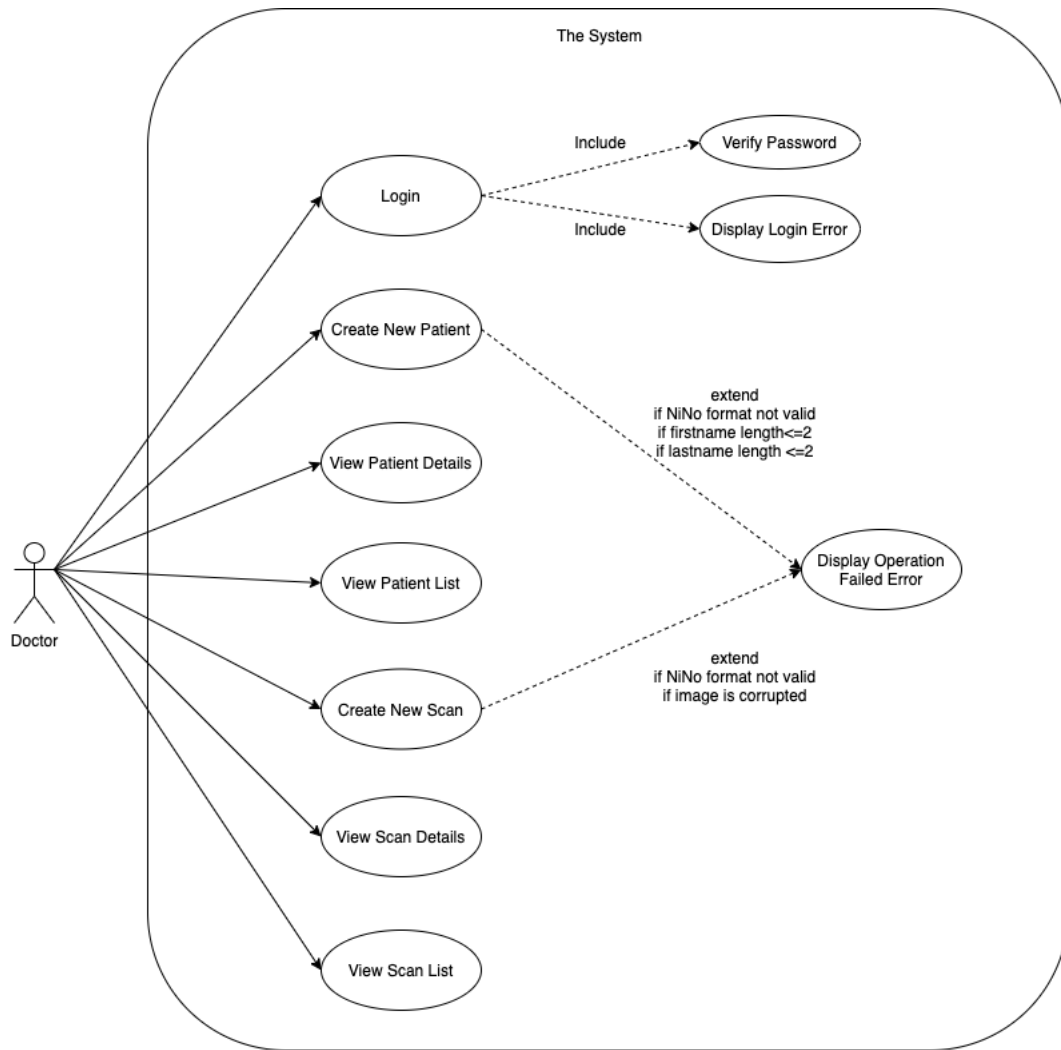 The System
Include
Verify Password
Login
Include
Display Login Error
Create New Patient
extend
if NiNo format not valid
if firstname length<=2
if lastname length <=2
View Patient Details
Display Operation
Failed Error
View Patient List
Doctor
extend
if NiNo format not valid
if image is corrupted
Create New Scan
View Scan Details
View Scan List